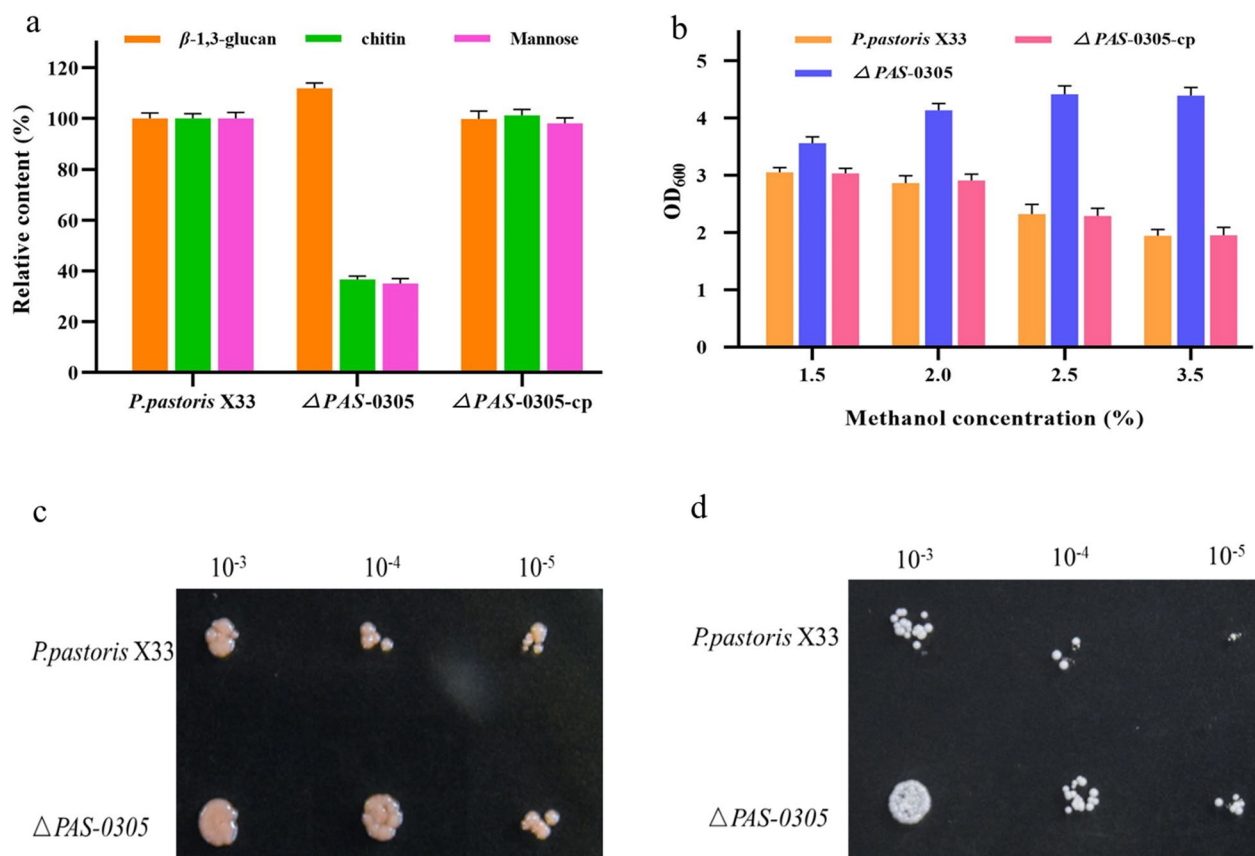 a
β-1,3-glucan chitin Mannose
Relative content (%)
120
100
80
60
40
20
0
P.pastoris X33 △PAS-0305 △PAS-0305-cp
b
P.pastoris X33 △PAS-0305-cp
△PAS-0305
OD600
5
4
3
2
1
0
1.5 2.0 2.5 3.5
Methanol concentration (%)
c
10-3 10-4 10-5
P.pastoris X33
△PAS-0305
d
10-3 10-4 10-5
P.pastoris X33
△PAS-0305